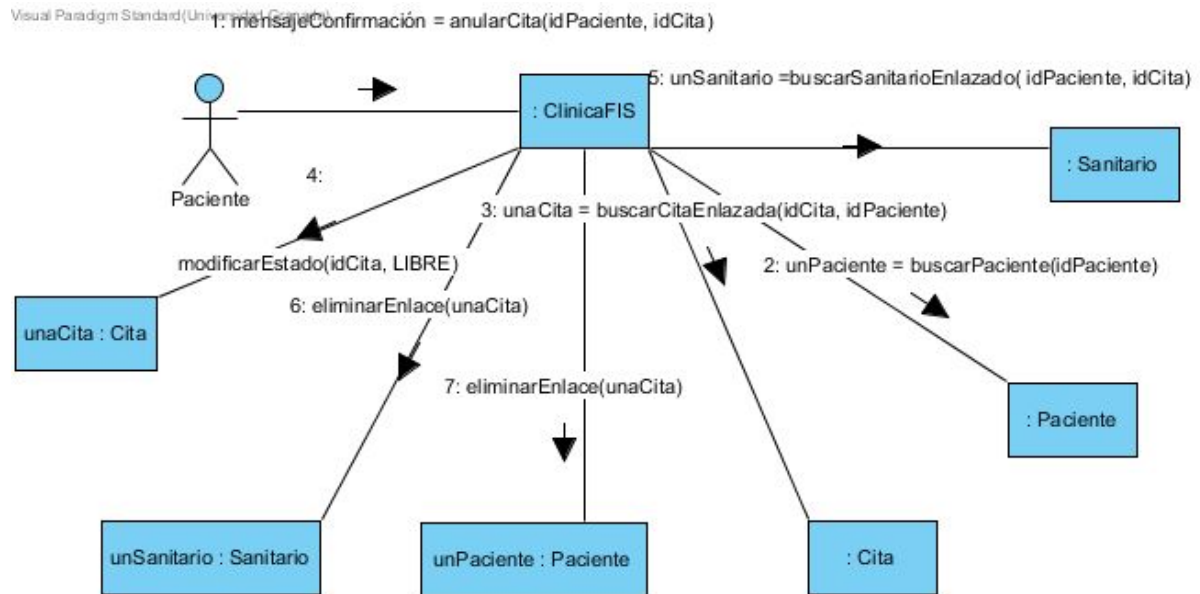 Visual Paradigm Standard(Universidad Granada)
1: mensajeConfirmación = anularCita(idPaciente, idCita)
5: unSanitario =buscarSanitarioEnlazado( idPaciente, idCita)
: ClinicaFIS
: Sanitario
Paciente
4:
3: unaCita = buscarCitaEnlazada(idCita, idPaciente)
modificarEstado(idCita, LIBRE)
2: unPaciente = buscarPaciente(idPaciente)
6: eliminarEnlace(unaCita)
unaCita : Cita
7: eliminarEnlace(unaCita)
: Paciente
unSanitario : Sanitario
unPaciente : Paciente
: Cita